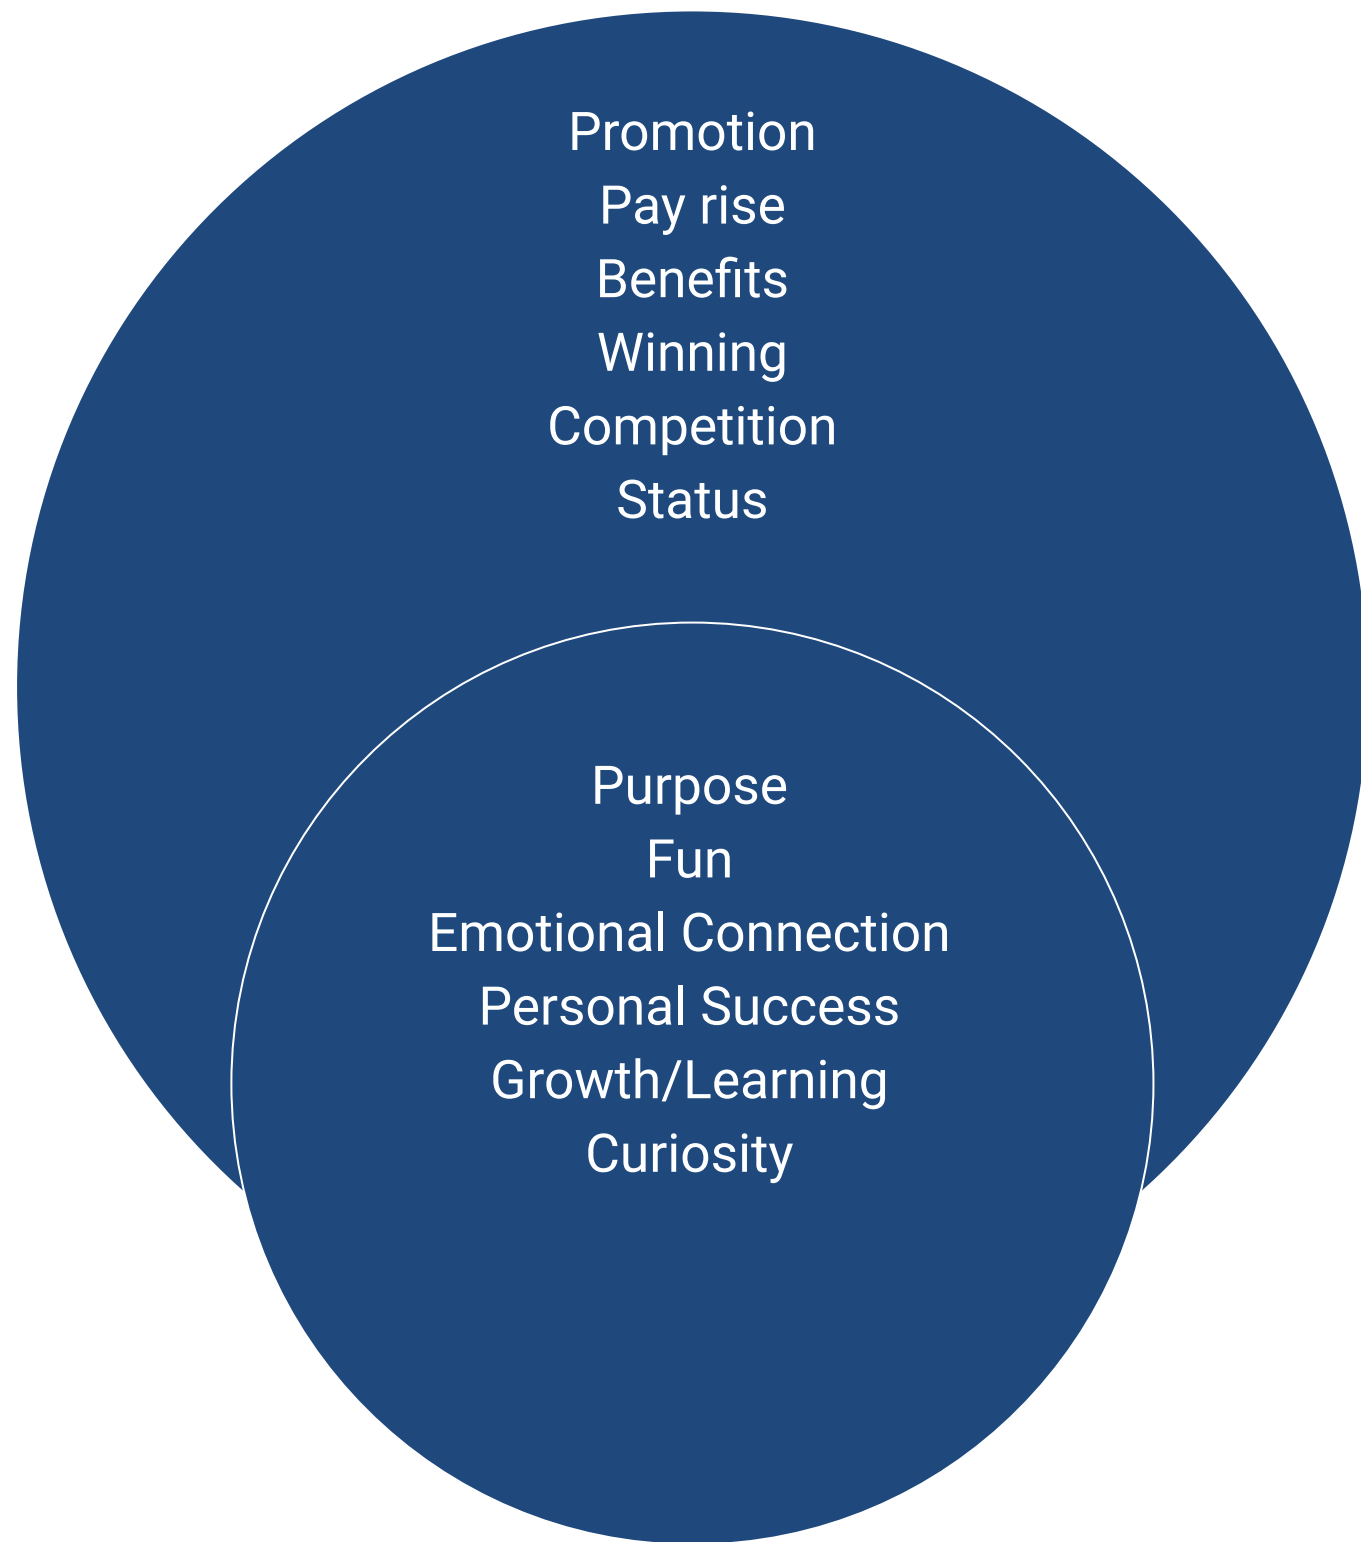 Promotion
Pay rise
Benefits
Winning
Competition
Status
Purpose
Fun
Emotional Connection
Personal Success
Growth/Learning
Curiosity